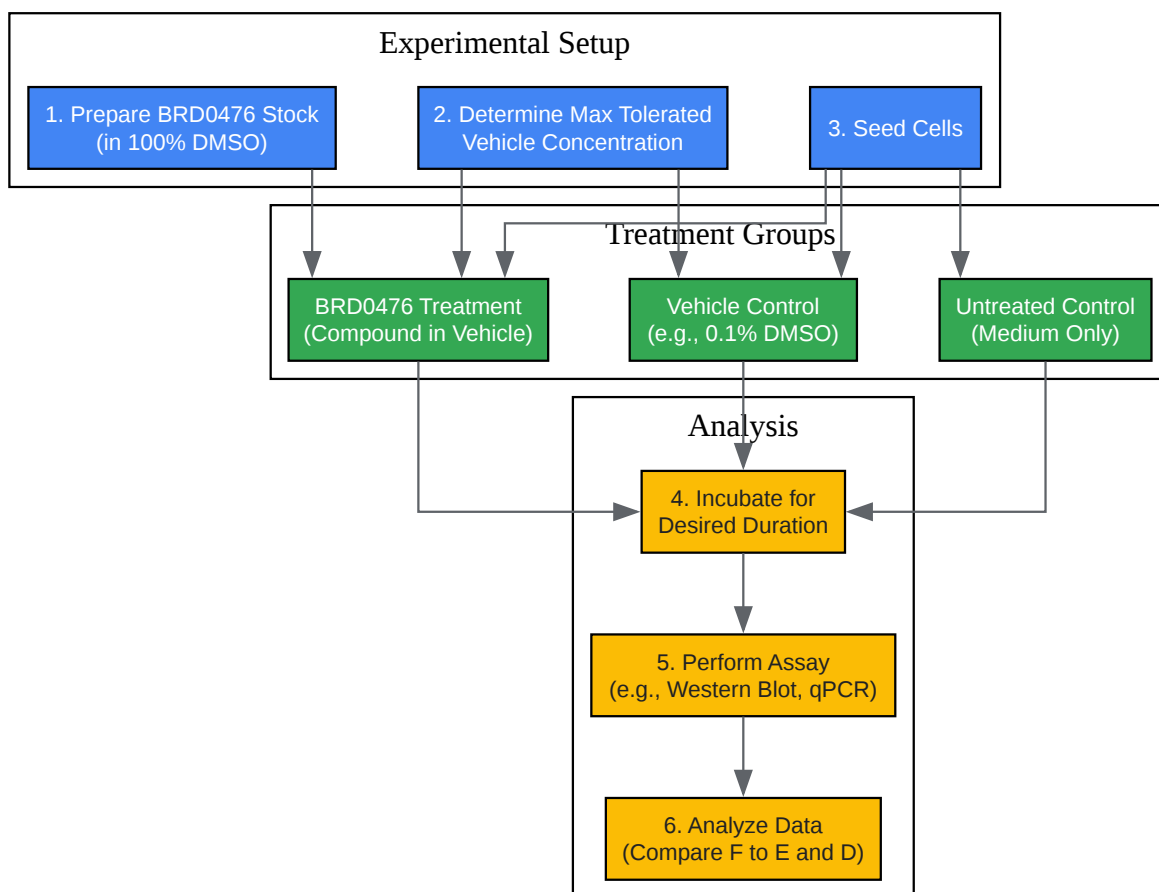 Experimental Setup
1. Prepare BRD0476 Stock
(in 100% DMSO)
2. Determine Max Tolerated
Vehicle Concentration
3. Seed Cells
Treatment Groups
BRD0476 Treatment
(Compound in Vehicle)
Vehicle Control
(e.g., 0.1% DMSO)
Untreated Control
(Medium Only)
Analysis
4. Incubate for
Desired Duration
5. Perform Assay
(e.g., Western Blot, qPCR)
6. Analyze Data
(Compare F to E and D)